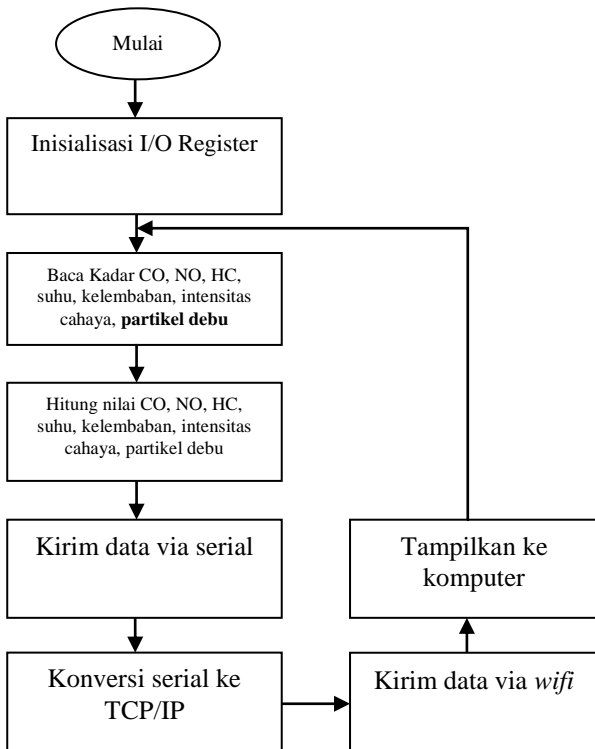 Mulai
Inisialisasi I/O Register
Baca Kadar CO, NO, HC,
suhu, kelembaban, intensitas
cahaya, partikel debu
Hitung nilai CO, NO, HC,
suhu, kelembaban, intensitas
cahaya, partikel debu
Kirim data via serial
Konversi serial ke
TCP/IP
Kirim data via wifi
Tampilkan ke
komputer